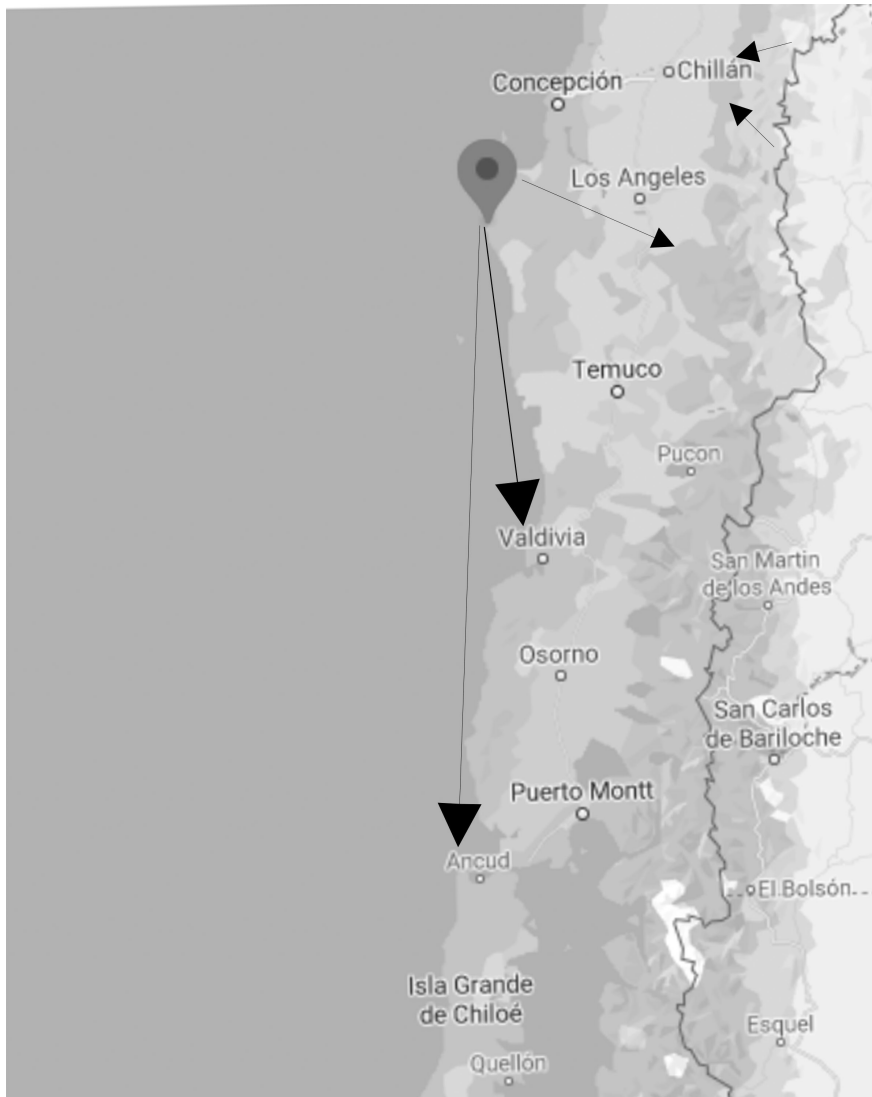 Chillán
Concepción
Los Angeles
Temuco
Pucon
Valdivia
San Martin
de los Andes
Osorno
San Carlos
de Bariloche
Puerto Montt
Ancud
El Bolsón
Isla Grande
de Chiloé
Esquel
Quellón